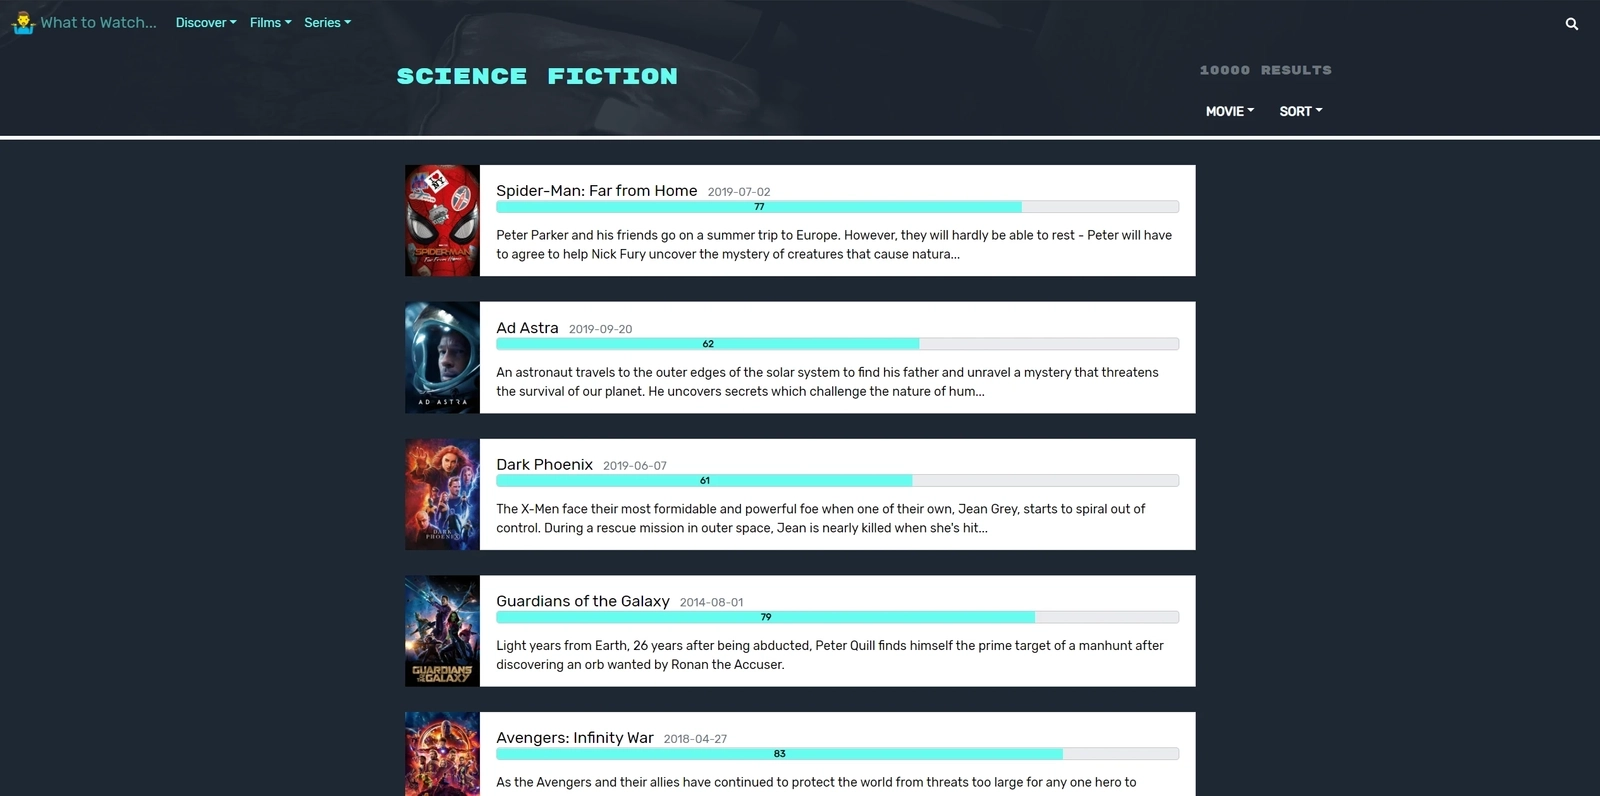 What to Watch...
Discover
Films
Series
SCIENCE FICTION
10000 RESULTS
MOVIE
SORT
I NY
SPIDER-MAN
Far From Home
Spider-Man: Far from Home 2019-07-02
77
Peter Parker and his friends go on a summer trip to Europe. However, they will hardly be able to rest - Peter will have
to agree to help Nick Fury uncover the mystery of creatures that cause natura...
AD ASTRA
Ad Astra 2019-09-20
62
An astronaut travels to the outer edges of the solar system to find his father and unravel a mystery that threatens
the survival of our planet. He uncovers secrets which challenge the nature of hum...
DARK
PHOENIX
Dark Phoenix 2019-06-07
61
The X-Men face their most formidable and powerful foe when one of their own, Jean Grey, starts to spiral out of
control. During a rescue mission in outer space, Jean is nearly killed when she's hit...
GUARDIANS
OF THE
GALAXY
Guardians of the Galaxy 2014-08-01
79
Light years from Earth, 26 years after being abducted, Peter Quill finds himself the prime target of a manhunt after
discovering an orb wanted by Ronan the Accuser.
Avengers: Infinity War 2018-04-27
83
As the Avengers and their allies have continued to protect the world from threats too large for any one hero to